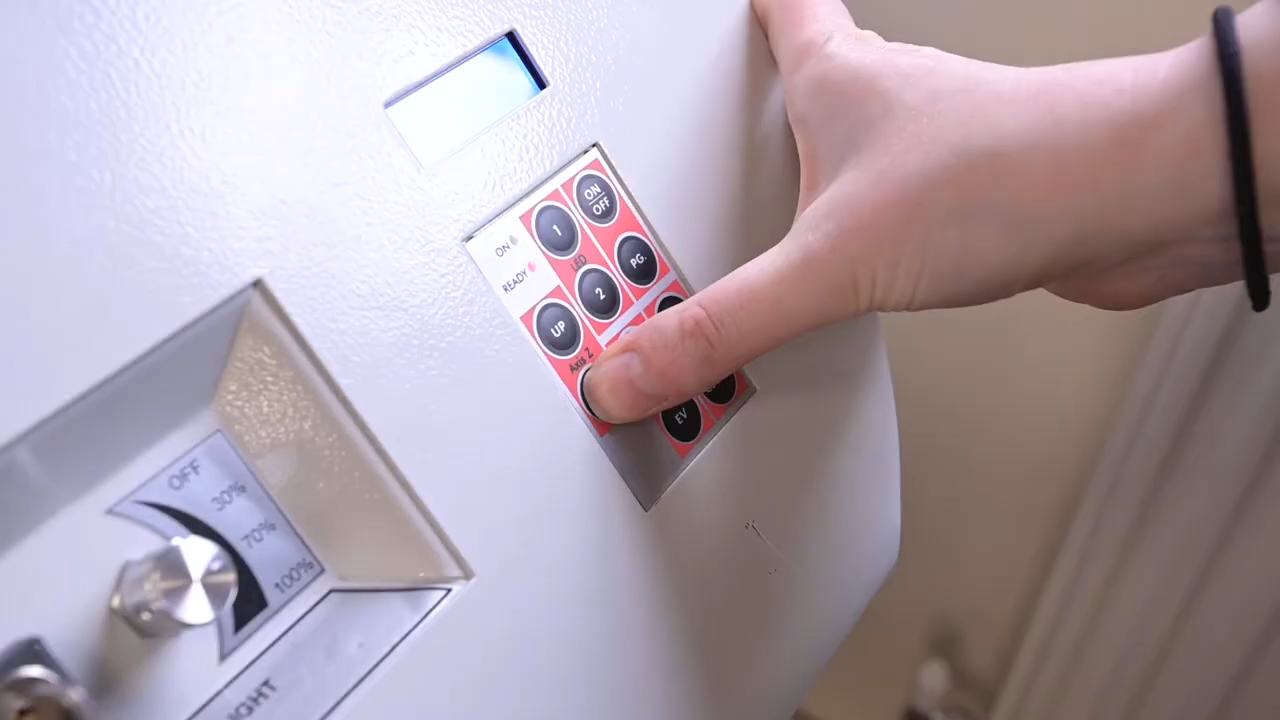 ON
OFF
1
ON
LED
PG.
READY
2
UP
Axis Z
EV
OFF
30%
70%
100%